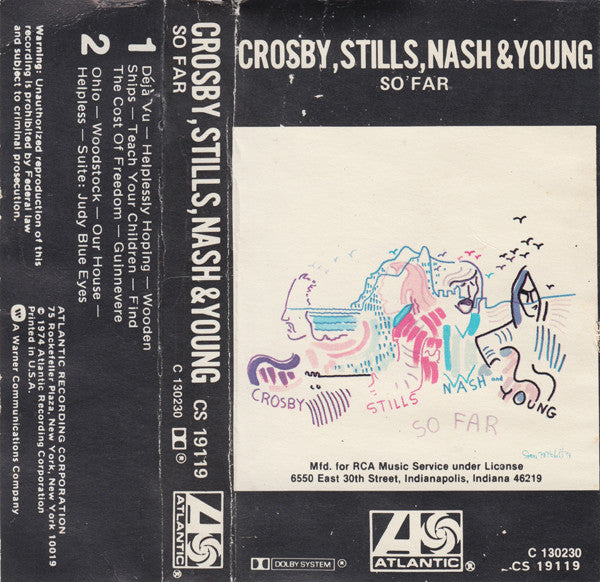 CROSBY, STILLS, NASH & YOUNG
SO FAR
CROSBY
STILLS
NASH and
YOUNG
SO FAR
Mfd. for RCA Music Service under License
6550 East 30th Street, Indianapolis, Indiana 46219
DOLBY SYSTEM ®
ATLANTIC®
C 130230
CS 19119
CROSBY, STILLS, NASH & YOUNG
SO FAR
C 130230
CS 19119
®
ATLANTIC®
1
Déjà Vu — Helplessly Hoping — Wooden
Ships — Teach Your Children — Find
The Cost Of Freedom — Guinnevere
2
Ohio — Woodstock — Our House
Helpless — Suite: Judy Blue Eyes
Warning: Unauthorized reproduction of this
recording is prohibited by Federal law
and subject to criminal prosecution.
ATLANTIC RECORDING CORPORATION
75 Rockefeller Plaza, New York, New York 10019
© 1974 Atlantic Recording Corporation
Printed in U.S.A.
A Warner Communications